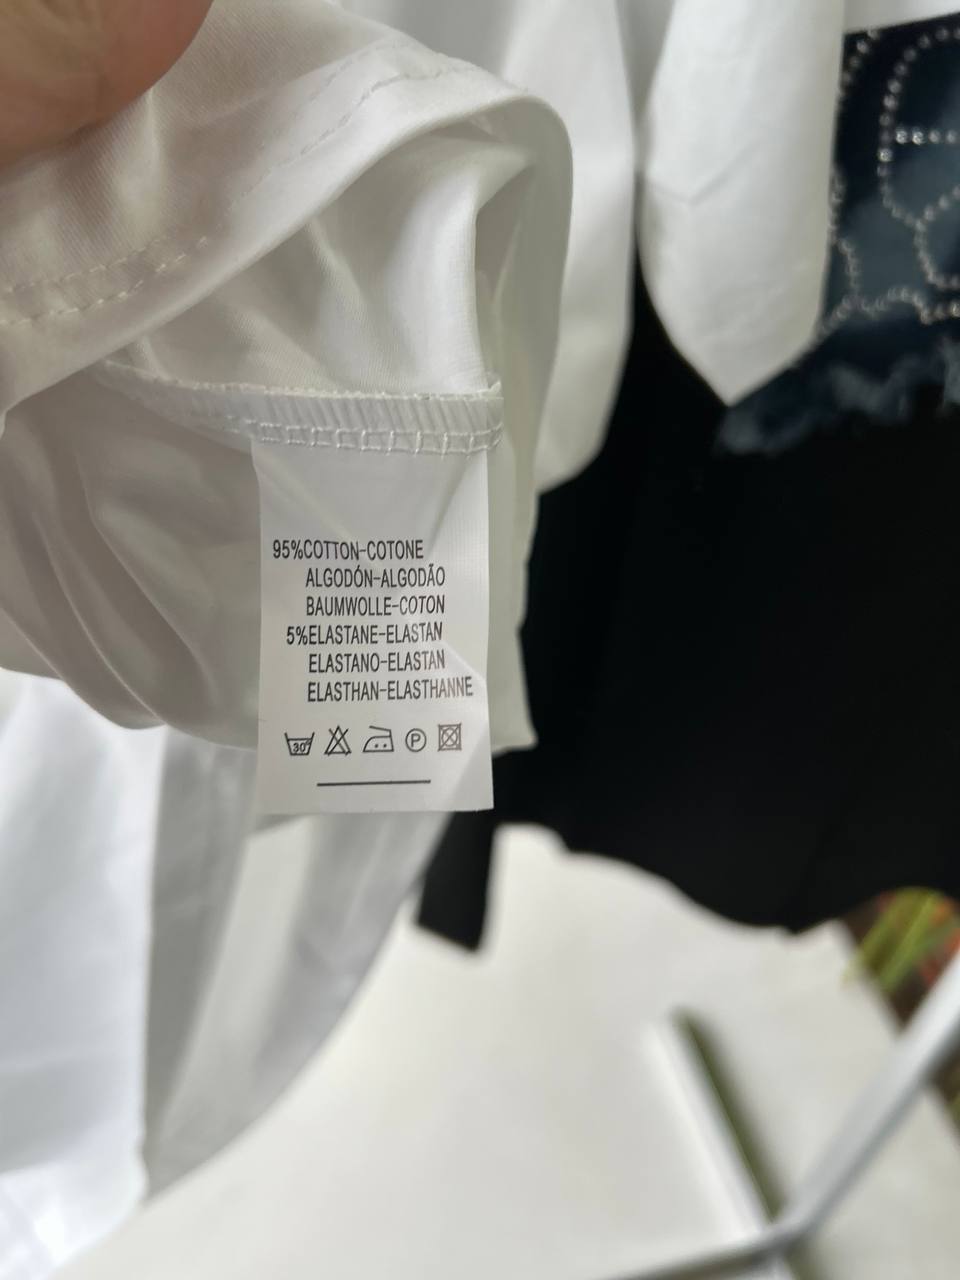 95%COTTON-COTONE
ALGODÓN-ALGODÃO
BAUMWOLLE-COTON
5%ELASTANE-ELASTAN
ELASTANO-ELASTAN
ELASTHAN-ELASTHANNE
30° P